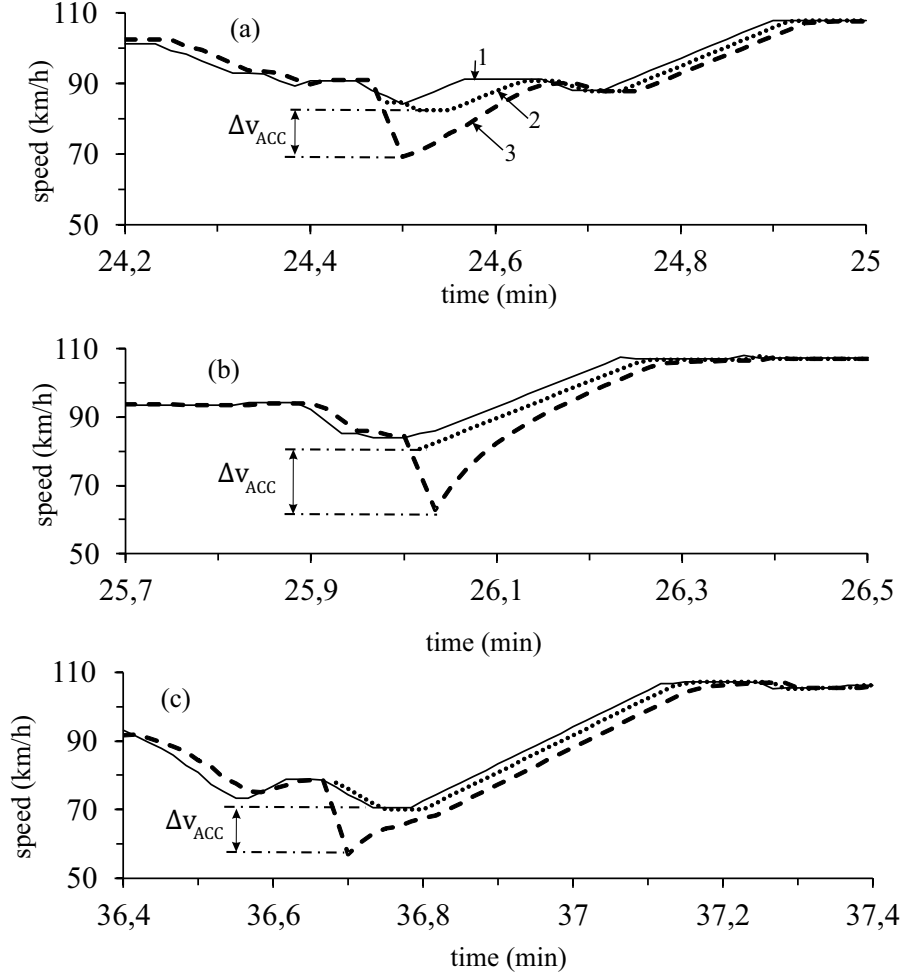 110
(a)
1
90
2
Δv_ACC
3
70
speed (km/h)
50
24,2 24,4 24,6 24,8 25
time (min)
110
(b)
90
Δv_ACC
70
speed (km/h)
50
25,7 25,9 26,1 26,3 26,5
time (min)
110
(c)
90
70
Δv_ACC
speed (km/h)
50
36,4 36,6 36,8 37 37,2 37,4
time (min)